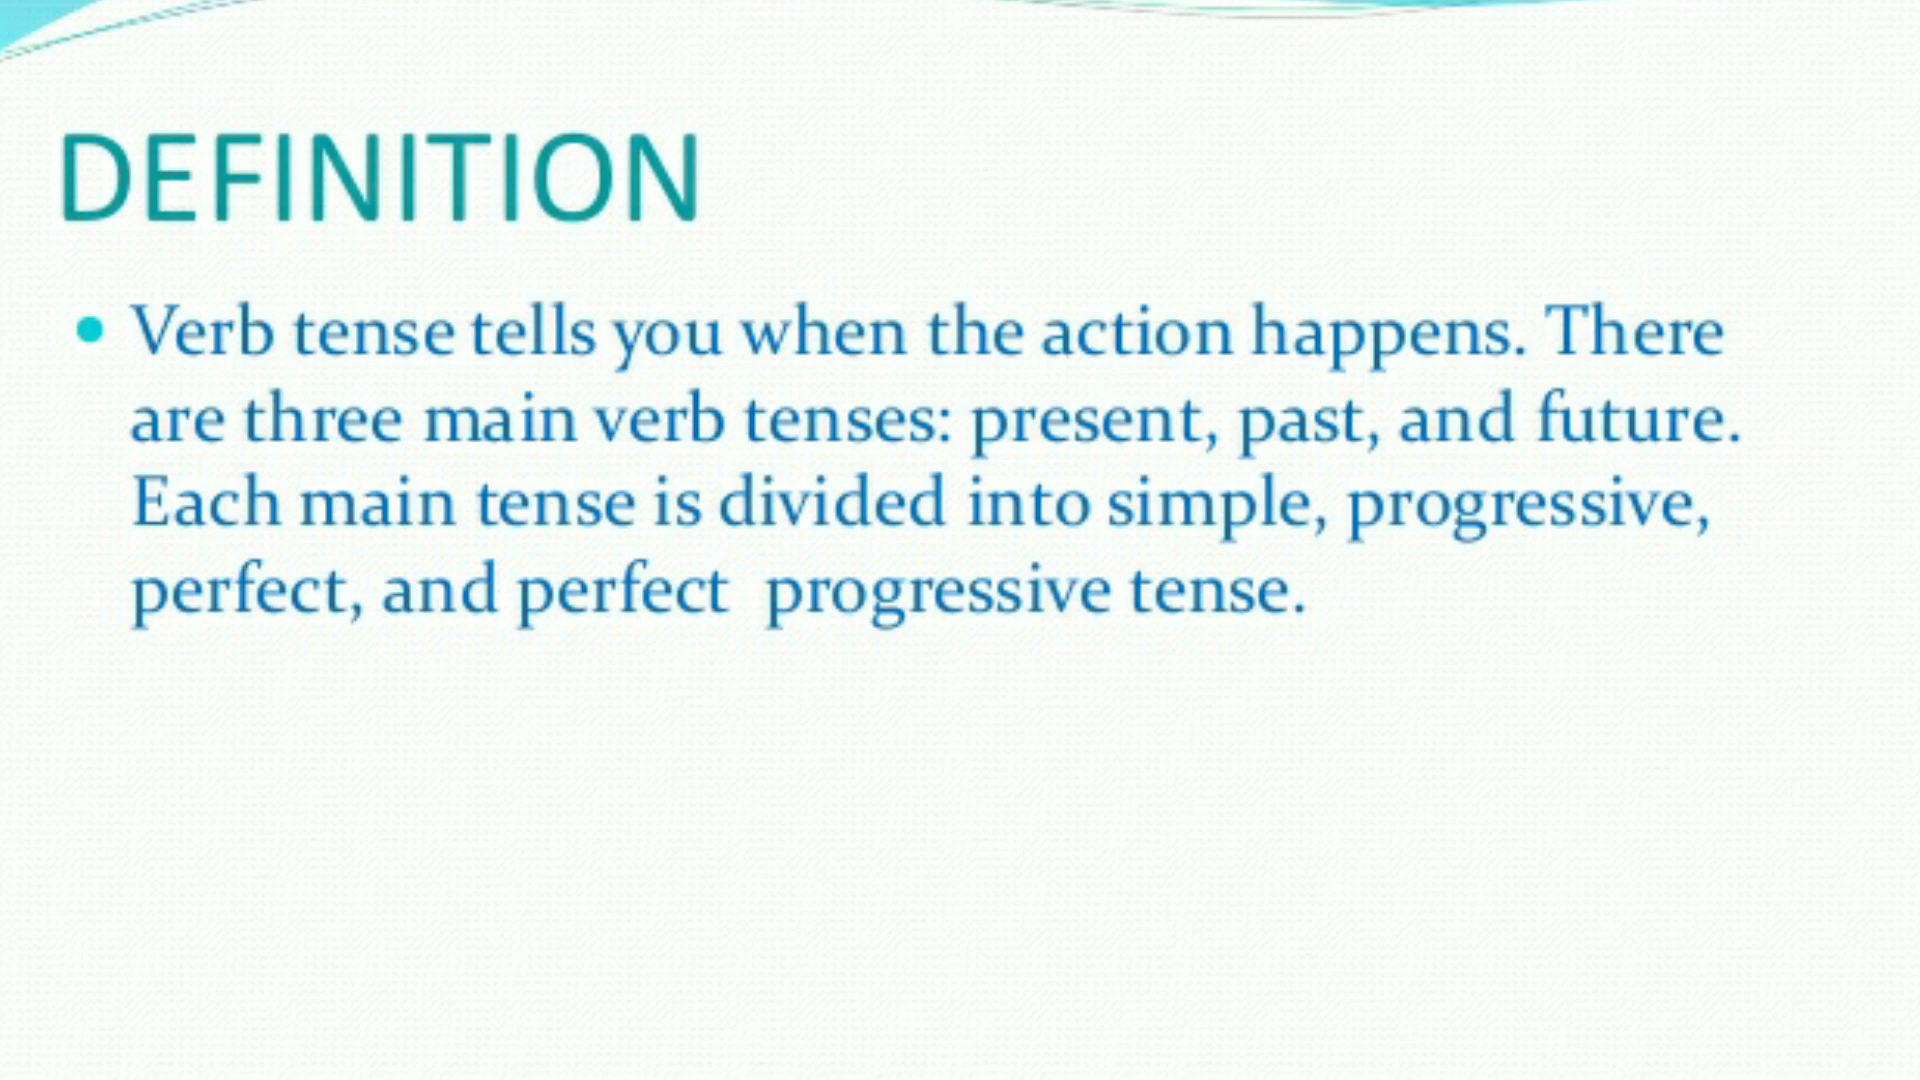 DEFINITION
• Verb tense tells you when the action happens. There
are three main verb tenses: present, past, and future.
Each main tense is divided into simple, progressive,
perfect, and perfect  progressive tense.